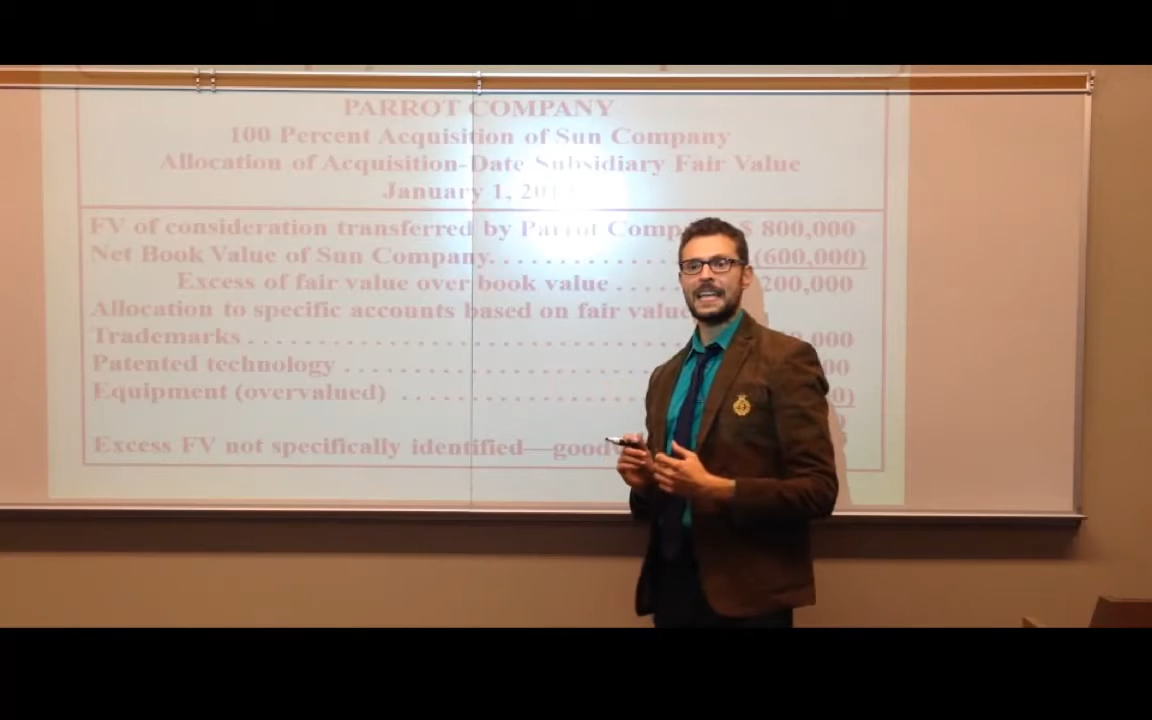 PARROT COMPANY
100 Percent Acquisition of Sun Company
Allocation of Acquisition-Date Subsidiary Fair Value
January 1,
FV of consideration transferred by Parrot $ 800,000
Net Book Value of Sun Company. . . . . . . . . . . . (600,000)
Excess of fair value over book value . . . . 200,000
Allocation to specific accounts based on fair value
Trademarks . . . . . . . . . . . . . . . . . . . . . . . . . . . . . .
Patented technology . . . . . . . . . . . . . . . . . . . . . .
Equipment (overvalued) . . . . . . . . . . . . . . . . . .
Excess FV not specifically identified—